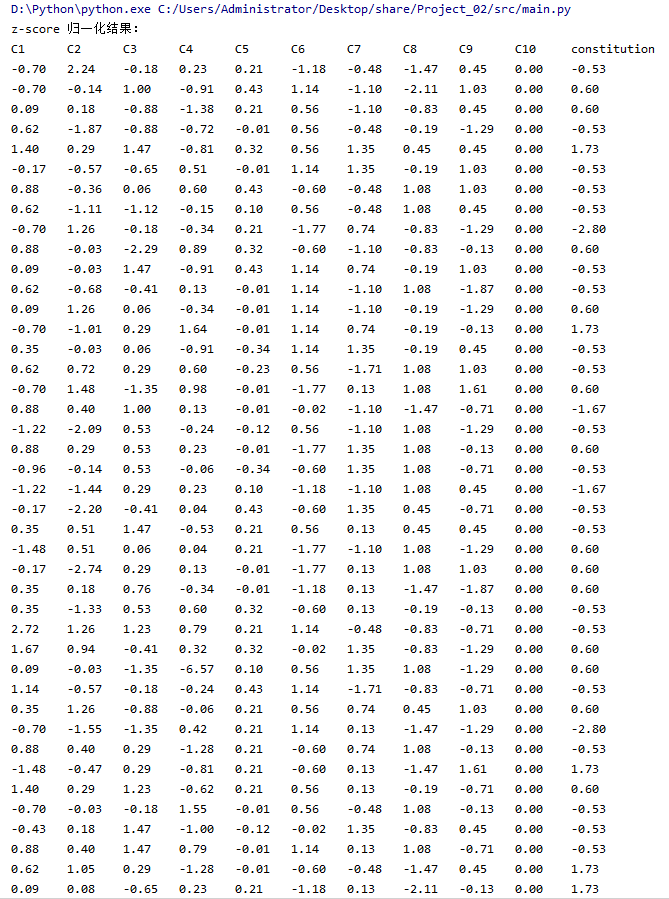 D:\Python\python.exe C:/Users/Administrator/Desktop/share/Project_02/src/main.py
z-score 归一化结果：
C1 C2 C3 C4 C5 C6 C7 C8 C9 C10 constitution
-0.70 2.24 -0.18 0.23 0.21 -1.18 -0.48 -1.47 0.45 0.00 -0.53
-0.70 -0.14 1.00 -0.91 0.43 1.14 -1.10 -2.11 1.03 0.00 0.60
0.09 0.18 -0.88 -1.38 0.21 0.56 -1.10 -0.83 0.45 0.00 0.60
0.62 -1.87 -0.88 -0.72 -0.01 0.56 -0.48 -0.19 -1.29 0.00 -0.53
1.40 0.29 1.47 -0.81 0.32 0.56 1.35 0.45 0.45 0.00 1.73
-0.17 -0.57 -0.65 0.51 -0.01 1.14 1.35 -0.19 1.03 0.00 -0.53
0.88 -0.36 0.06 0.60 0.43 -0.60 -0.48 1.08 1.03 0.00 -0.53
0.62 -1.11 -1.12 -0.15 0.10 0.56 -0.48 1.08 0.45 0.00 -0.53
-0.70 1.26 -0.18 -0.34 0.21 -1.77 0.74 -0.83 -1.29 0.00 -2.80
0.88 -0.03 -2.29 0.89 0.32 -0.60 -1.10 -0.83 -0.13 0.00 0.60
0.09 -0.03 1.47 -0.91 0.43 1.14 0.74 -0.19 1.03 0.00 -0.53
0.62 -0.68 -0.41 0.13 -0.01 1.14 -1.10 1.08 -1.87 0.00 -0.53
0.09 1.26 0.06 -0.34 -0.01 1.14 -1.10 -0.19 -1.29 0.00 0.60
-0.70 -1.01 0.29 1.64 -0.01 1.14 0.74 -0.19 -0.13 0.00 1.73
0.35 -0.03 0.06 -0.91 -0.34 1.14 1.35 -0.19 0.45 0.00 -0.53
0.62 0.72 0.29 0.60 -0.23 0.56 -1.71 1.08 1.03 0.00 -0.53
-0.70 1.48 -1.35 0.98 -0.01 -1.77 0.13 1.08 1.61 0.00 0.60
0.88 0.40 1.00 0.13 -0.01 -0.02 -1.10 -1.47 -0.71 0.00 -1.67
-1.22 -2.09 0.53 -0.24 -0.12 0.56 -1.10 1.08 -1.29 0.00 -0.53
0.88 0.29 0.53 0.23 -0.01 -1.77 1.35 1.08 -0.13 0.00 0.60
-0.96 -0.14 0.53 -0.06 -0.34 -0.60 1.35 1.08 -0.71 0.00 -0.53
-1.22 -1.44 0.29 0.23 0.10 -1.18 -1.10 1.08 0.45 0.00 -1.67
-0.17 -2.20 -0.41 0.04 0.43 -0.60 1.35 0.45 -0.71 0.00 -0.53
0.35 0.51 1.47 -0.53 0.21 0.56 0.13 0.45 0.45 0.00 -0.53
-1.48 0.51 0.06 0.04 0.21 -1.77 -1.10 1.08 -1.29 0.00 0.60
-0.17 -2.74 0.29 0.13 -0.01 -1.77 0.13 1.08 1.03 0.00 0.60
0.35 0.18 0.76 -0.34 -0.01 -1.18 0.13 -1.47 -1.87 0.00 0.60
0.35 -1.33 0.53 0.60 0.32 -0.60 0.13 -0.19 -0.13 0.00 -0.53
2.72 1.26 1.23 0.79 0.21 1.14 -0.48 -0.83 -0.71 0.00 -0.53
1.67 0.94 -0.41 0.32 0.32 -0.02 1.35 -0.83 -1.29 0.00 0.60
0.09 -0.03 -1.35 -6.57 0.10 0.56 1.35 1.08 -1.29 0.00 0.60
1.14 -0.57 -0.18 -0.24 0.43 1.14 -1.71 -0.83 -0.71 0.00 -0.53
0.35 1.26 -0.88 -0.06 0.21 0.56 0.74 0.45 1.03 0.00 0.60
-0.70 -1.55 -1.35 0.42 0.21 1.14 0.13 -1.47 -1.29 0.00 -2.80
0.88 0.40 0.29 -1.28 0.21 -0.60 0.74 1.08 -0.13 0.00 -0.53
-1.48 -0.47 0.29 -0.81 0.21 -0.60 0.13 -1.47 1.61 0.00 1.73
1.40 0.29 1.23 -0.62 0.21 0.56 0.13 -0.19 -0.71 0.00 0.60
-0.70 -0.03 -0.18 1.55 -0.01 0.56 -0.48 1.08 -0.13 0.00 -0.53
-0.43 0.18 1.47 -1.00 -0.12 -0.02 1.35 -0.83 0.45 0.00 -0.53
0.88 0.40 1.47 0.79 -0.01 1.14 0.13 1.08 -0.71 0.00 -0.53
0.62 1.05 0.29 -1.28 -0.01 -0.60 -0.48 -1.47 0.45 0.00 1.73
0.09 0.08 -0.65 0.23 0.21 -1.18 0.13 -2.11 -0.13 0.00 1.73